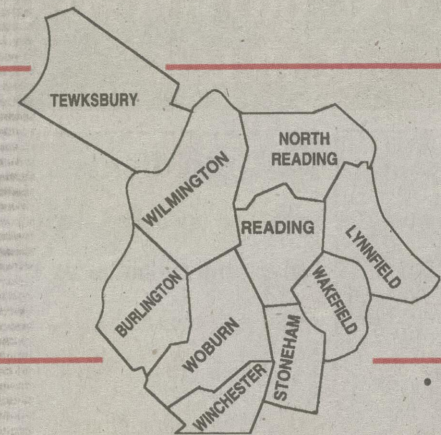 TEWKSBURY
NORTH
READING
WILMINGTON
READING
LYNNFIELD
BURLINGTON
WAKEFIELD
WOBURN
STONEHAM
WINCHESTER